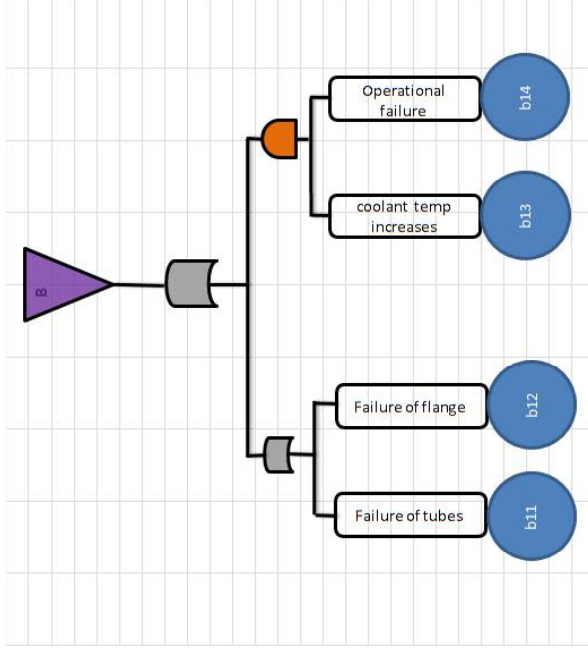 Operational
failure
b14
coolant temp
increases
b13
B
Failure of flange
b12
Failure of tubes
b11